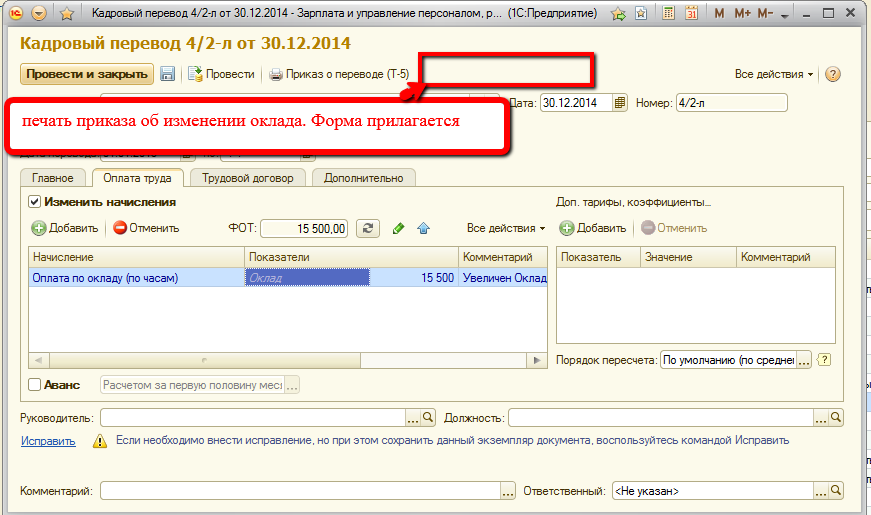 Кадровый перевод 4/2-л от 30.12.2014 - Зарплата и управление персоналом, р... (1С:Предприятие)
M M+ M-
Кадровый перевод 4/2-л от 30.12.2014
Провести и закрыть Провести Приказ о переводе (Т-5) Все действия ?
Дата: 30.12.2014 Номер: 4/2-л
печать приказа об изменении оклада. Форма прилагается
Главное Оплата труда Трудовой договор Дополнительно
Изменить начисления Доп. тарифы, коэффициенты...
Добавить Отменить ФОТ: 15 500,00 Все действия Добавить Отменить
Начисление Показатели Комментарий Показатель Значение Комментарий
Оплата по окладу (по часам) Оклад 15 500 Увеличен Оклад
Порядок пересчета: По умолчанию (по средне ... ?
Аванс Расчетом за первую половину мес ...
Руководитель: ... Должность: ...
Исправить Если необходимо внести исправление, но при этом сохранить данный экземпляр документа, воспользуйтесь командой Исправить
Комментарий: ... Ответственный: <Не указан> ...